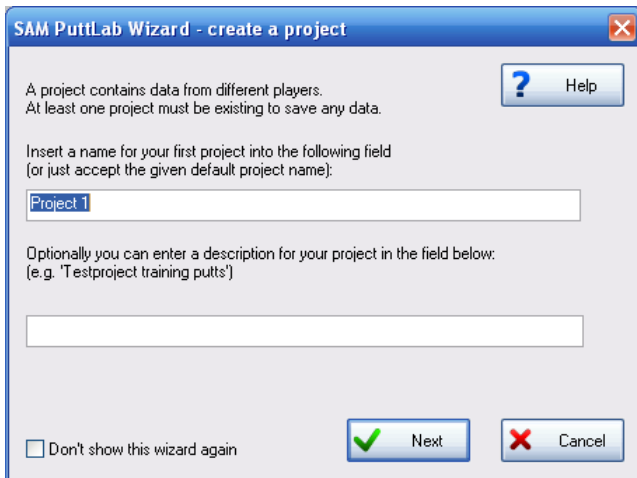 SAM PuttLab Wizard - create a project
A project contains data from different players.
At least one project must be existing to save any data.
? Help
Insert a name for your first project into the following field
(or just accept the given default project name):
Project 1
Optionally you can enter a description for your project in the field below:
(e.g. 'Testproject training putts')
Don't show this wizard again
Next
Cancel